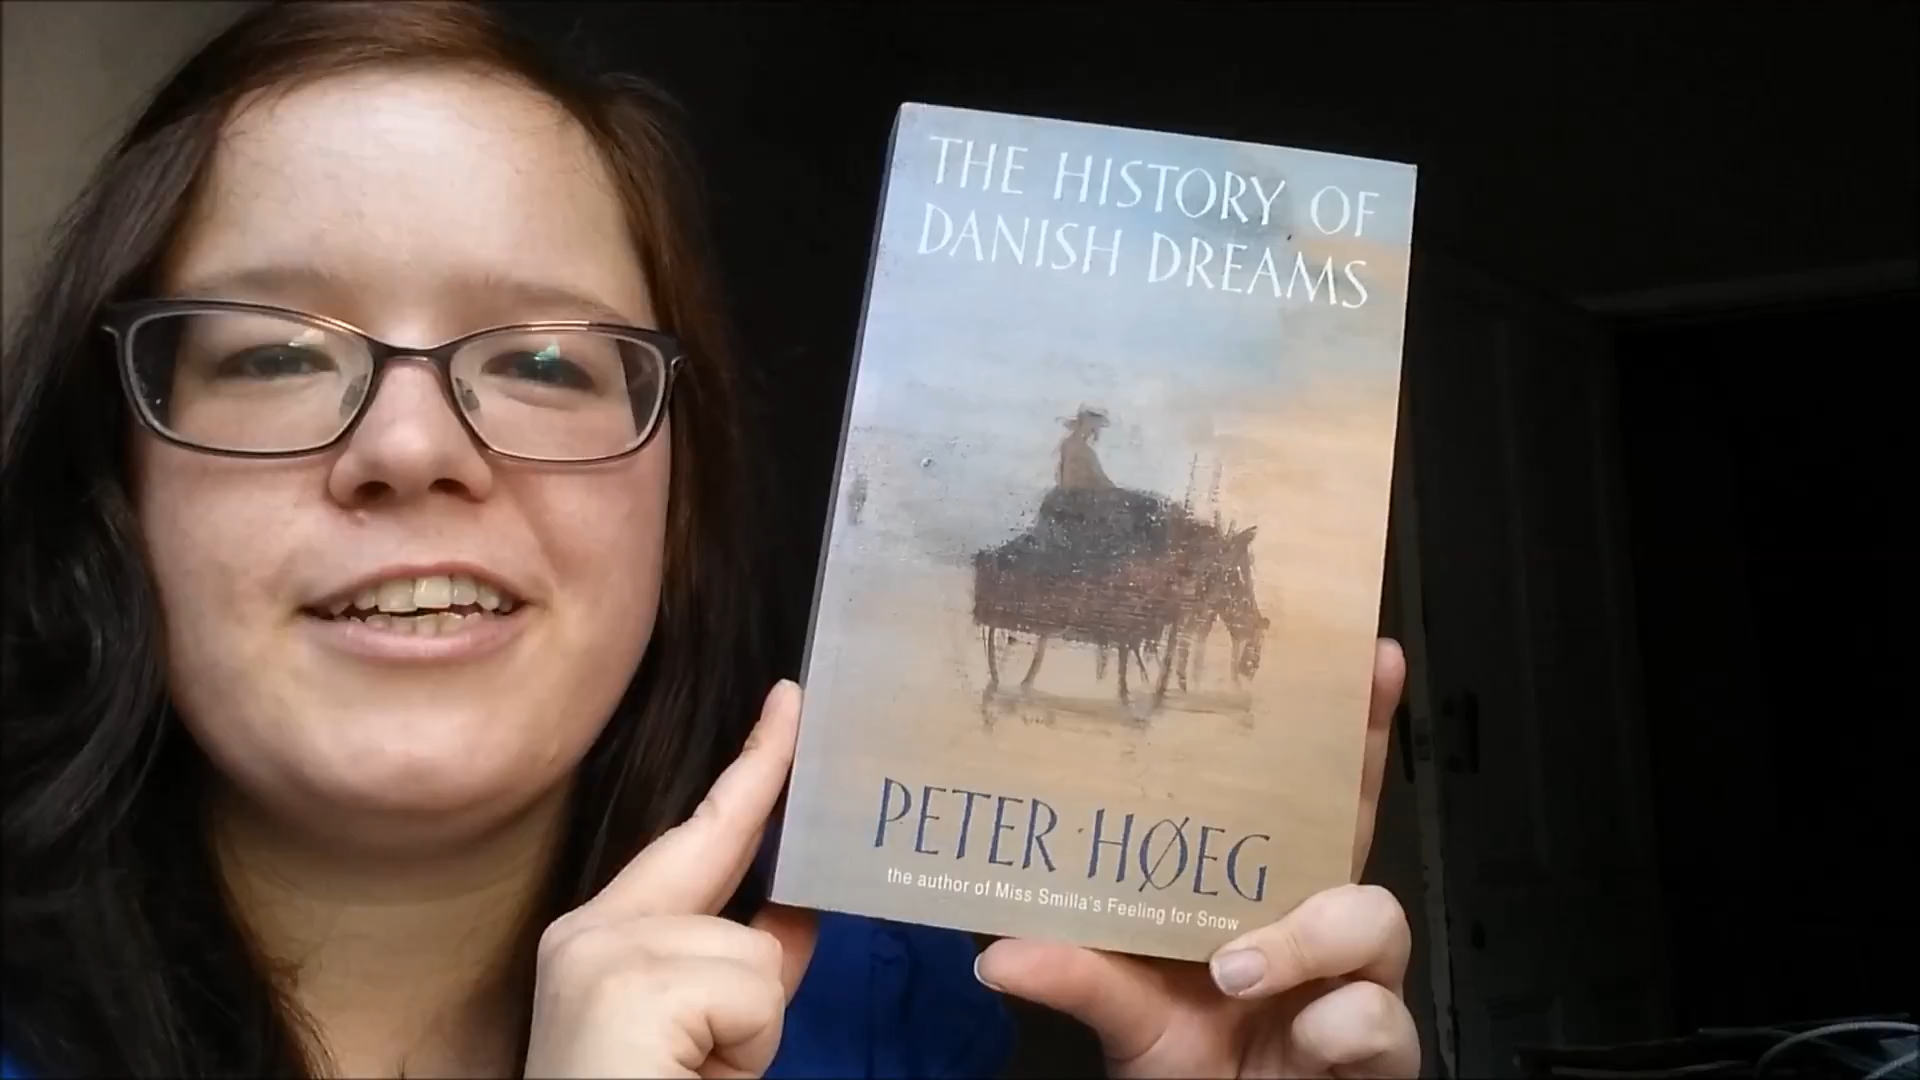 THE HISTORY OF
DANISH DREAMS
PETER HØEG
the author of Miss Smilla's Feeling for Snow